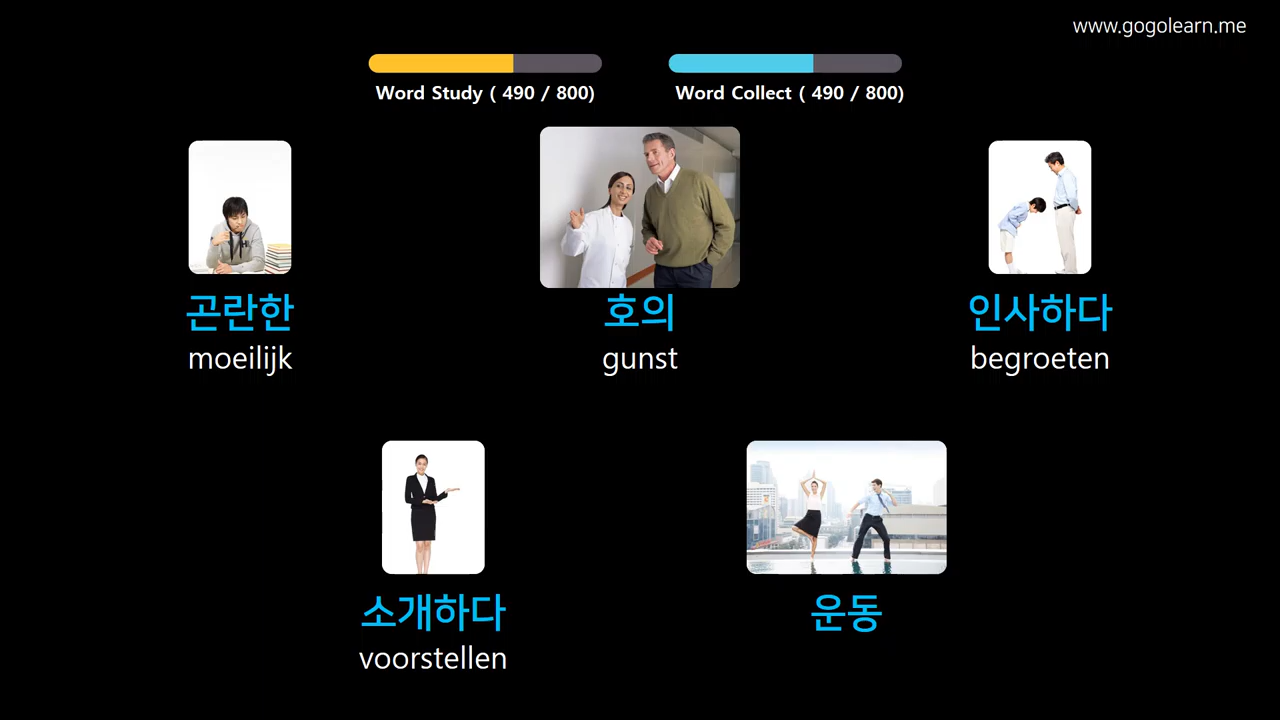 www.gogolearn.me
Word Study ( 490 / 800)
Word Collect ( 490 / 800)
곤란한
moeilijk
호의
gunst
인사하다
begroeten
소개하다
voorstellen
운동